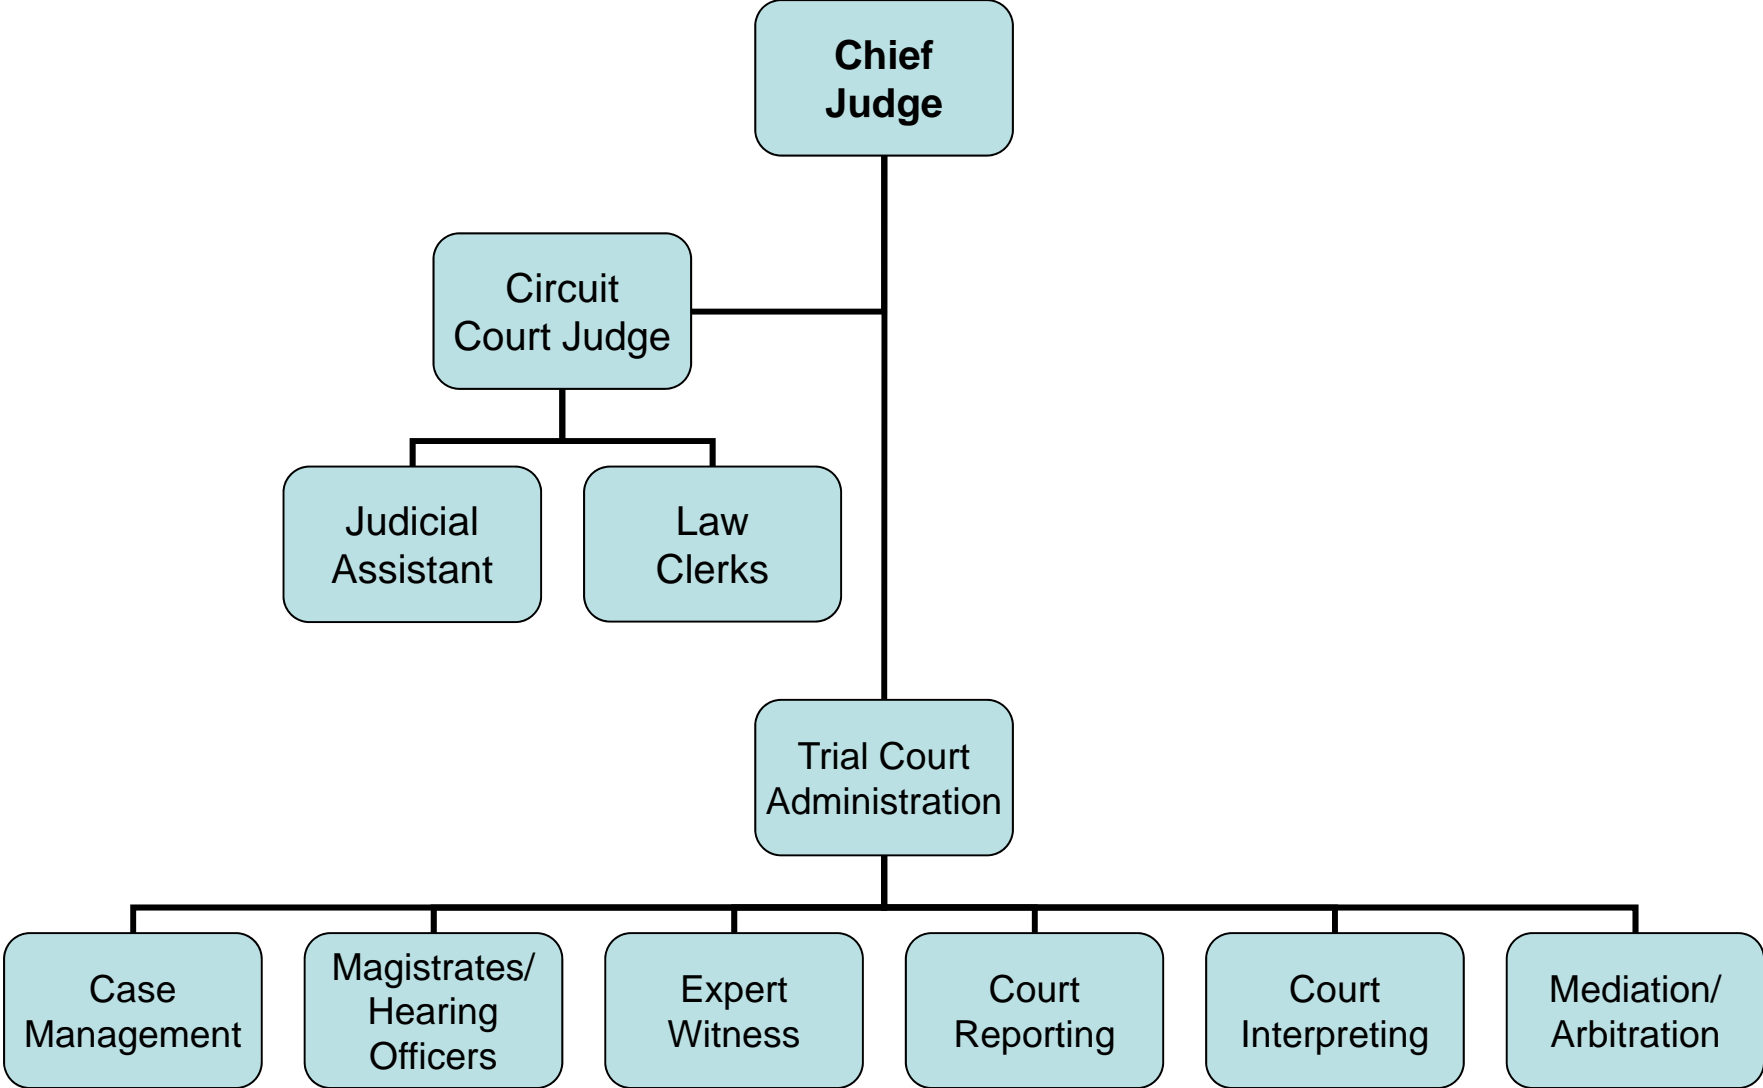 Chief
Judge
Circuit
Court Judge
Judicial
Assistant
Law
Clerks
Trial Court
Administration
Case
Management
Magistrates/
Hearing
Officers
Expert
Witness
Court
Reporting
Court
Interpreting
Mediation/
Arbitration